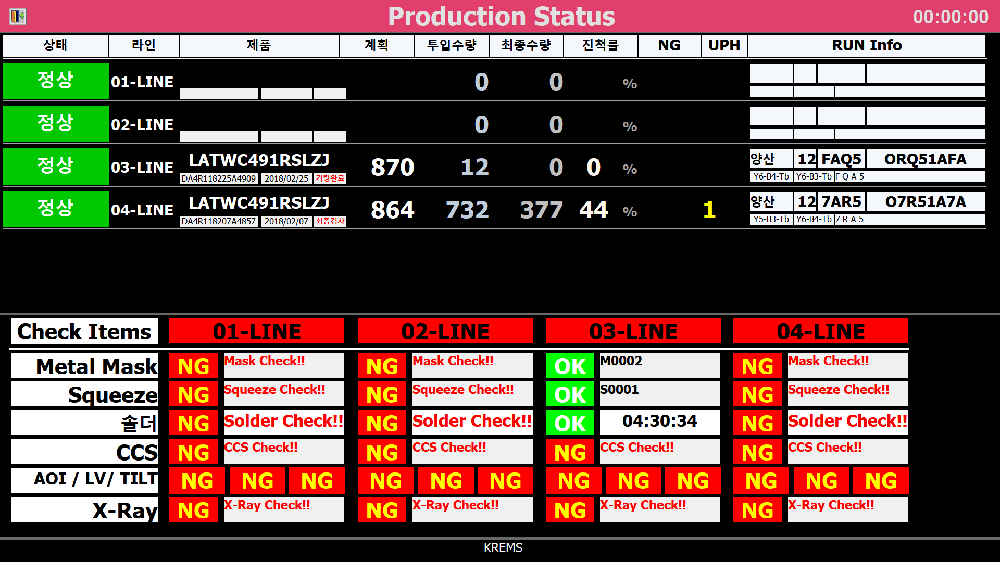 Production Status
00:00:00
상태 라인 제품 계획 투입수량 최종수량 진척률 NG UPH RUN Info
정상 01-LINE 0 0 %
정상 02-LINE 0 0 %
정상 03-LINE LATWC491RSLZJ 870 12 0 0 % 양산 12 FAQ5 ORQ51AFA
DA4R118225A4909 2018/02/25 키팅완료 Y6-B4-Tb Y6-B3-Tb F Q A 5
정상 04-LINE LATWC491RSLZJ 864 732 377 44 % 1 양산 12 7AR5 O7R51A7A
DA4R118207A4857 2018/02/07 최종검사 Y5-B3-Tb Y6-B4-Tb 7 R A 5
Check Items 01-LINE 02-LINE 03-LINE 04-LINE
Metal Mask NG Mask Check!! NG Mask Check!! OK M0002 NG Mask Check!!
Squeeze NG Squeeze Check!! NG Squeeze Check!! OK S0001 NG Squeeze Check!!
솔더 NG Solder Check!! NG Solder Check!! OK 04:30:34 NG Solder Check!!
CCS NG CCS Check!! NG CCS Check!! NG CCS Check!! NG CCS Check!!
AOI / LV/ TILT NG NG NG NG NG NG NG NG NG NG NG NG
X-Ray NG X-Ray Check!! NG X-Ray Check!! NG X-Ray Check!! NG X-Ray Check!!
KREMS